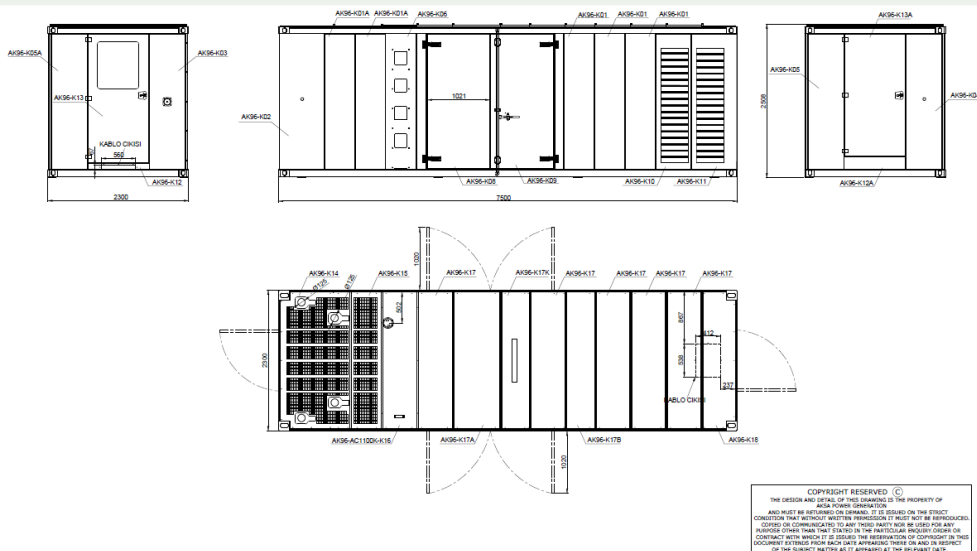 AK96-K01A
AK96-K01A
AK96-K06
AK96-K01
AK96-K01
AK96-K01
AK96-K13A
AK96-K05A
AK96-K03
AK96-K05
AK96-K13
AK96-K02
1021
2508
KABLO CIKISI
560
AK96-K12
AK96-K08
AK96-K09
AK96-K10
AK96-K11
AK96-K12A
2300
7500
1020
AK96-K14
Ø125
Ø125
AK96-K15
AK96-K17
AK96-K17K
AK96-K17
AK96-K17
AK96-K17
AK96-K17
502
867
412
2300
538
237
KABLO CIKISI
AK96-AC110DK-K16
AK96-K17A
AK96-K17B
AK96-K18
1020
COPYRIGHT RESERVED ©
THE DESIGN AND DETAIL OF THIS DRAWING IS THE PROPERTY OF
AKSA POWER GENERATION
AND MUST BE RETURNED ON DEMAND. IT IS ISSUED ON THE STRICT
CONDITION THAT WITHOUT WRITTEN PERMISSION IT MUST NOT BE REPRODUCED.
COPIED OR COMMUNICATED TO ANY THIRD PARTY NOR BE USED FOR ANY
PURPOSE OTHER THAN THAT STATED IN THE PARTICULAR ENQUIRY.ORDER OR
CONTRACT WITH WHICH IT IS ISSUED THE RESERVATION OF COPYRIGHT IN THIS
DOCUMENT EXTENDS FROM EACH DATE APPEARING THERE ON AND IN RESPECT
OF THE SUBJECT MATTER AS IT APPEARED AT THE RELEVANT DATE.